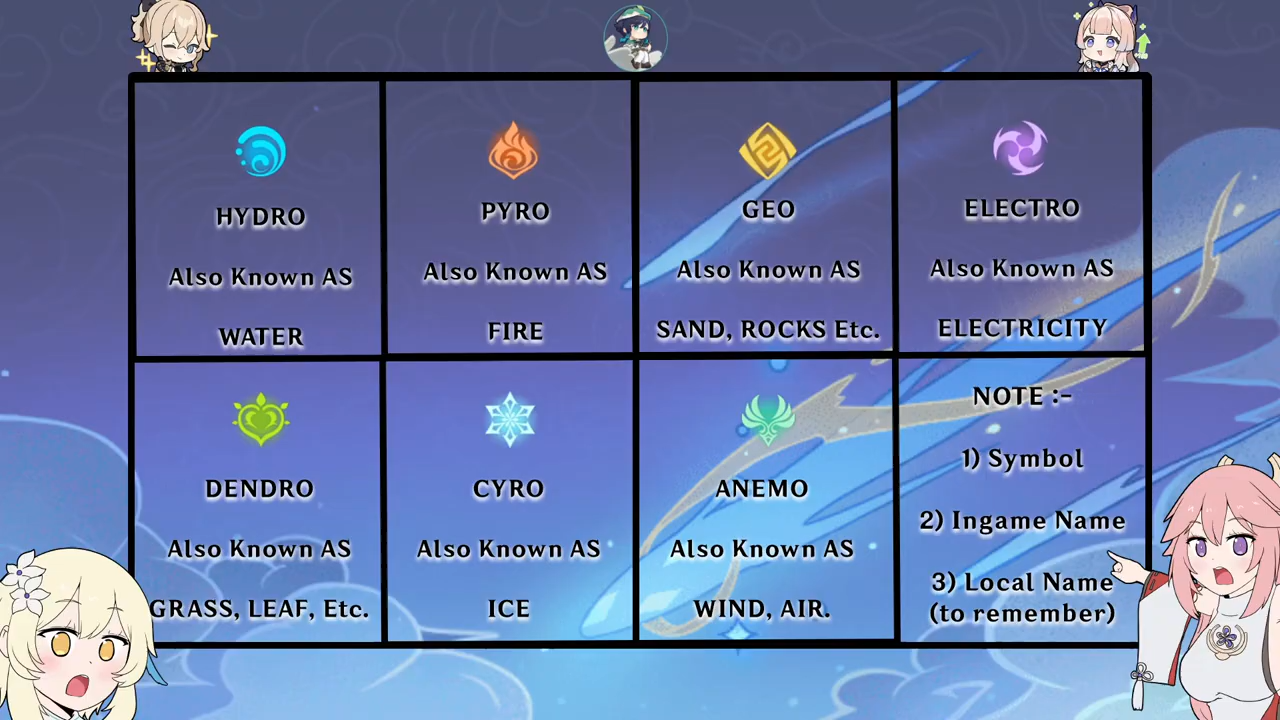 HYDRO
Also Known AS
WATER
PYRO
Also Known AS
FIRE
GEO
Also Known AS
SAND, ROCKS Etc.
ELECTRO
Also Known AS
ELECTRICITY
DENDRO
Also Known AS
GRASS, LEAF, Etc.
CYRO
Also Known AS
ICE
ANEMO
Also Known AS
WIND, AIR.
NOTE :-
1) Symbol
2) Ingame Name
3) Local Name
(to remember)